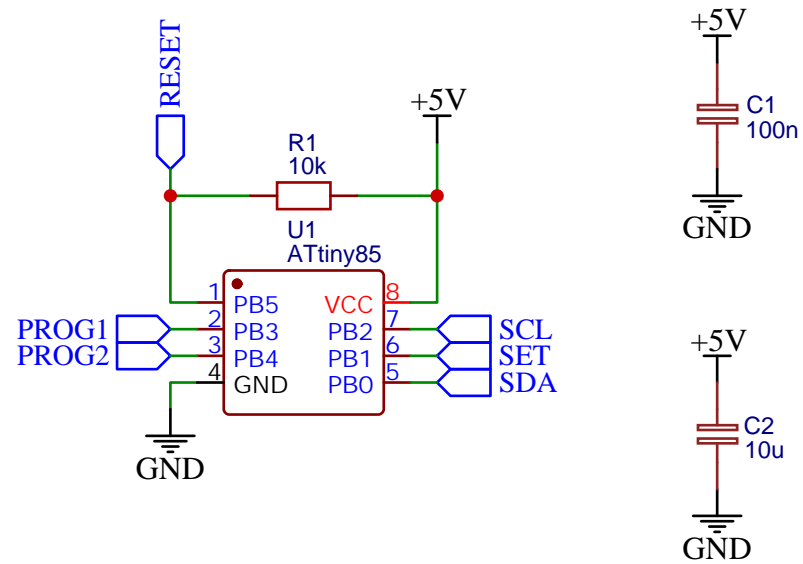 RESET
+5V
R1
10k
U1
ATtiny85
1
PB5
VCC
8
PROG1
2
PB3
PB2
7
SCL
PROG2
3
PB4
PB1
6
SET
4
GND
PB0
5
SDA
GND
+5V
C1
100n
GND
+5V
C2
10u
GND